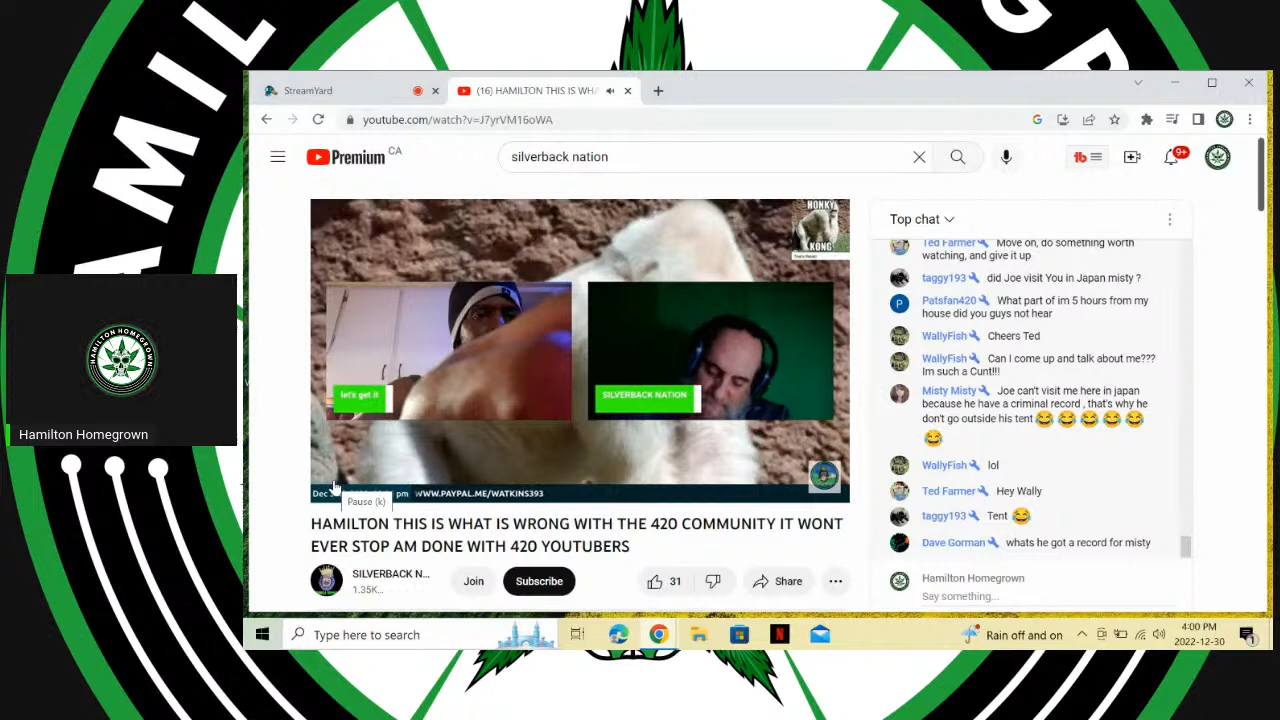 HAMIL
G R
StreamYard
(16) HAMILTON THIS IS WHA
youtube.com/watch?v=J7yrVM16oWA
Premium CA
silverback nation
9+
HONKY
KONG
Top chat
Ted Farmer Move on, do something worth
watching, and give it up
taggy193 did Joe visit You in Japan misty ?
P
Patsfan420 What part of im 5 hours from my
house did you guys not hear
WallyFish Cheers Ted
WallyFish Can I come up and talk about me???
Im such a Cunt!!!
Misty Misty Joe can't visit me here in japan
because he have a criminal record , that's why he
don't go outside his tent 😂😂😂😂😂
😂
WallyFish lol
Ted Farmer Hey Wally
taggy193 Tent 😂
Dave Gorman whats he got a record for misty
Hamilton Homegrown
Say something...
let's get it
SILVERBACK NATION
Dec 3 pm WWW.PAYPAL.ME/WATKINS393
Pause (k)
HAMILTON THIS IS WHAT IS WRONG WITH THE 420 COMMUNITY IT WONT
EVER STOP AM DONE WITH 420 YOUTUBERS
SILVERBACK N...
1.35K...
Join
Subscribe
31
Share
HAMILTON HOMEGROWN
Hamilton Homegrown
Type here to search
Rain off and on
4:00 PM
2022-12-30